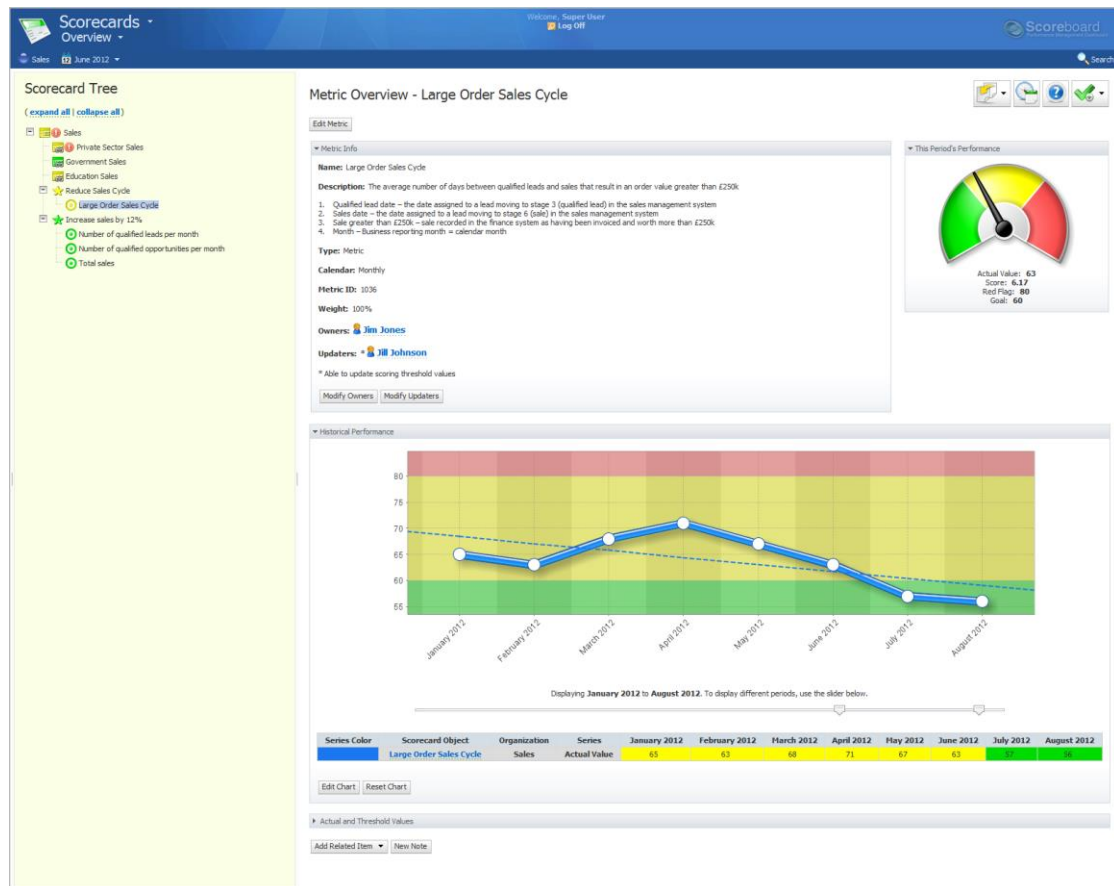 Scorecards
Overview
Welcome, Super User
Log Off
Scoreboard
Sales June 2012
Search
Scorecard Tree
( expand all | collapse all )
Sales
Private Sector Sales
Government Sales
Education Sales
Reduce Sales Cycle
Large Order Sales Cycle
Increase sales by 12%
Number of qualified leads per month
Number of qualified opportunities per month
Total sales
Metric Overview - Large Order Sales Cycle
Edit Metric
Metric Info
Name: Large Order Sales Cycle
Description: The average number of days between qualified leads and sales that result in an order value greater than £250k
1. Qualified lead date – the date assigned to a lead moving to stage 3 (qualified lead) in the sales management system
2. Sales date – the date assigned to a lead moving to stage 6 (sale) in the sales management system
3. Sale greater than £250k – sale recorded in the finance system as having been invoiced and worth more than £250k
4. Month – Business reporting month = calendar month
Type: Metric
Calendar: Monthly
Metric ID: 1036
Weight: 100%
Owners: Jim Jones
Updaters: * Jill Johnson
* Able to update scoring threshold values
Modify Owners Modify Updaters
This Period's Performance
Actual Value: 63
Score: 6.17
Red Flag: 80
Goal: 60
Historical Performance
80
75
70
65
60
55
January 2012 February 2012 March 2012 April 2012 May 2012 June 2012 July 2012 August 2012
Displaying January 2012 to August 2012. To display different periods, use the slider below.
Series Color Scorecard Object Organization Series January 2012 February 2012 March 2012 April 2012 May 2012 June 2012 July 2012 August 2012
Large Order Sales Cycle Sales Actual Value 65 63 68 71 67 63 57 56
Edit Chart Reset Chart
Actual and Threshold Values
Add Related Item New Note